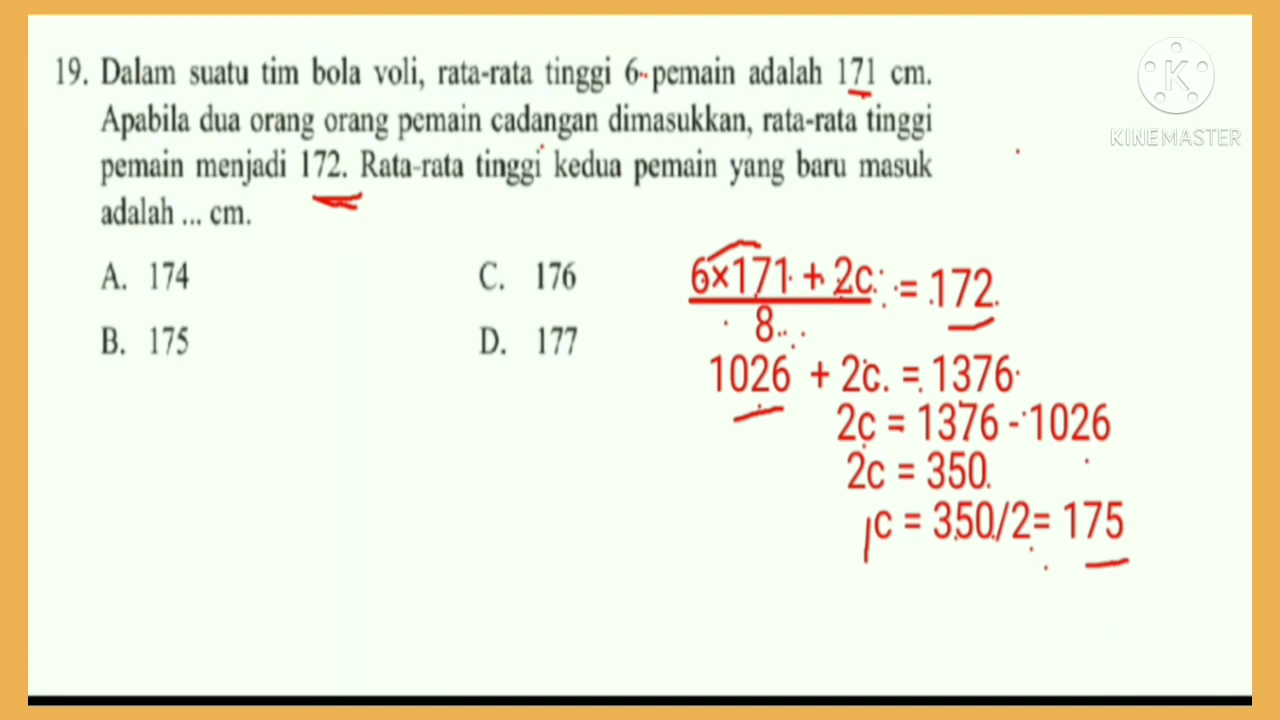 19. Dalam suatu tim bola voli, rata-rata tinggi 6 pemain adalah 171 cm.
Apabila dua orang orang pemain cadangan dimasukkan, rata-rata tinggi
pemain menjadi 172. Rata-rata tinggi kedua pemain yang baru masuk
adalah ... cm.
A. 174
C. 176
B. 175
D. 177
6×171 + 2c = 172
8
1026 + 2c = 1376
2c = 1376 - 1026
2c = 350
c = 350/2= 175
K
KINEMASTER